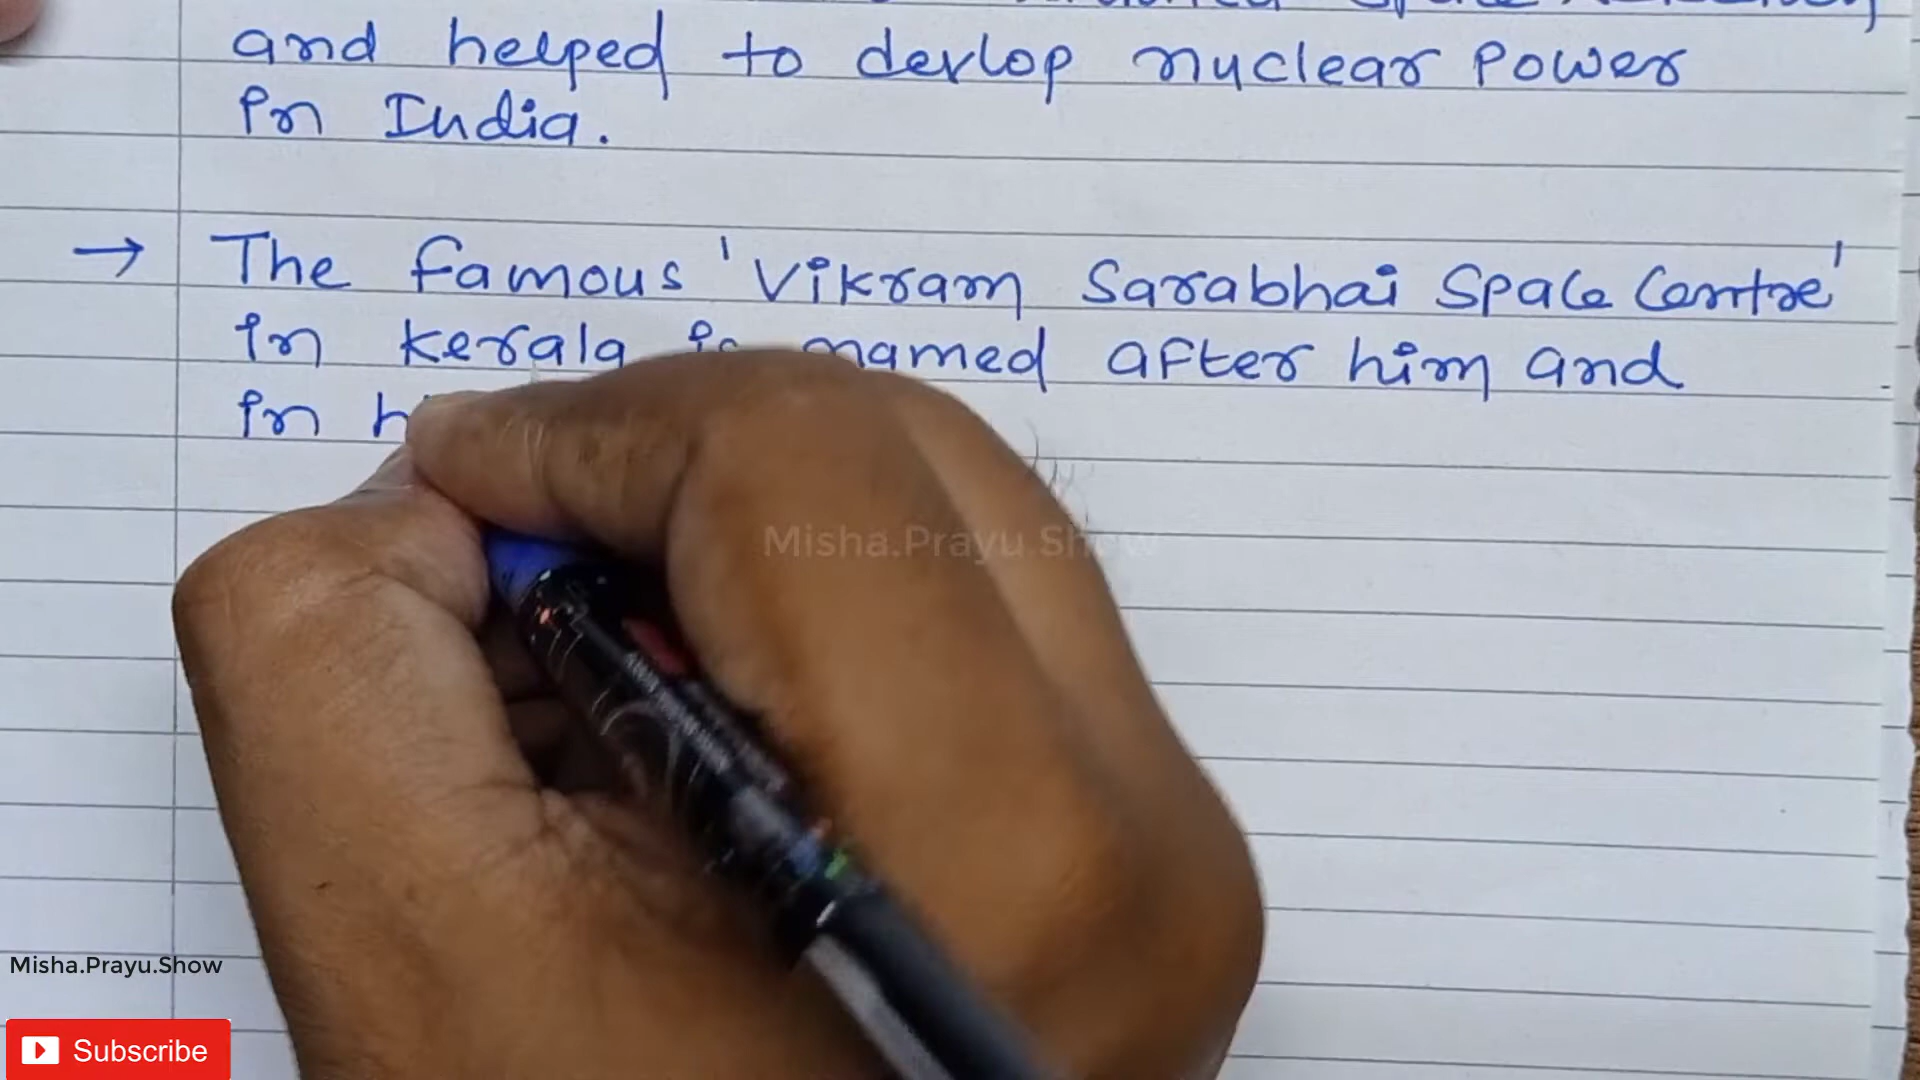 and helped to devlop nuclear power
in India.
→ The famous 'Vikram Sarabhai Space Centre'
in kerala is named after him and
in
Misha.Prayu.Show
Misha.Prayu.Show
Subscribe